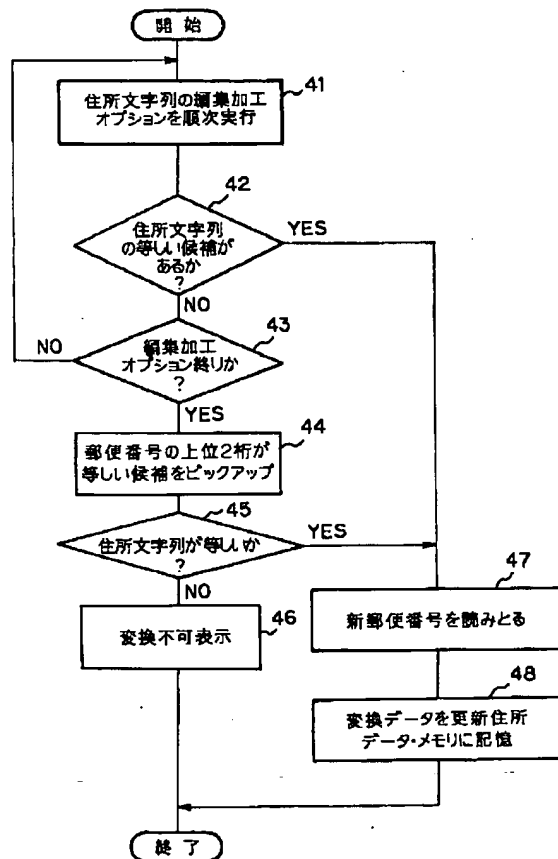 開始
住所文字列の編集加工
オプションを順次実行
41
住所文字列
の等しい候補が
あるか
?
42
YES
NO
編集加工
オプション終りか
?
43
NO
YES
郵便番号の上位2桁が
等しい候補をピックアップ
44
住所文字列が等しいか
?
45
YES
NO
変換不可表示
46
新郵便番号を読みとる
47
変換データを更新住所
データ・メモリに記憶
48
終了